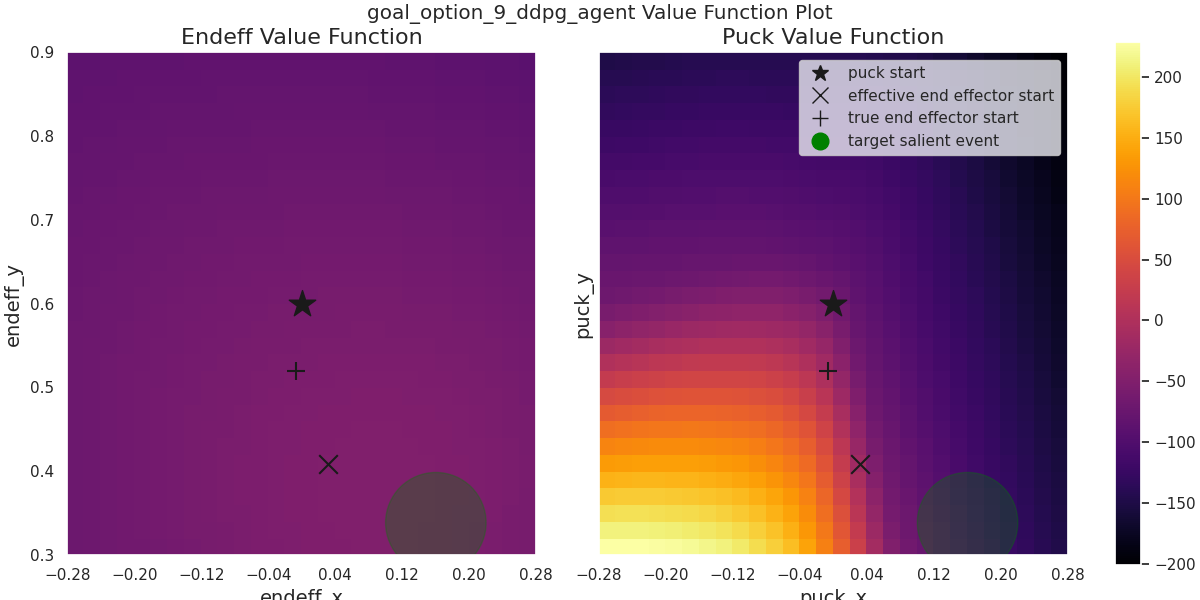 goal_option_9_ddpg_agent Value Function Plot
Endeff Value Function
endeff_y
0.9
0.8
0.7
0.6
0.5
0.4
0.3
−0.28 −0.20 −0.12 −0.04 0.04 0.12 0.20 0.28
endeff_x
Puck Value Function
puck_y
puck start
effective end effector start
true end effector start
target salient event
−0.28 −0.20 −0.12 −0.04 0.04 0.12 0.20 0.28
puck_x
200
150
100
50
0
−50
−100
−150
−200